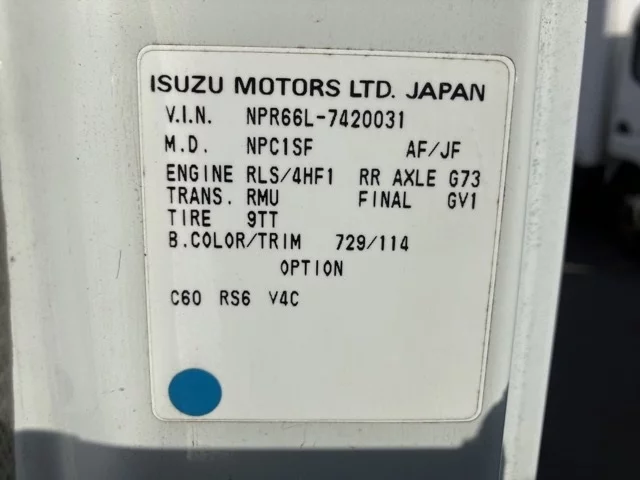 ISUZU MOTORS LTD. JAPAN
V.I.N. NPR66L-7420031
M.D. NPC1SF AF/JF
ENGINE RLS/4HF1 RR AXLE G73
TRANS. RMU FINAL GV1
TIRE 9TT
B.COLOR/TRIM 729/114
OPTION
C60 RS6 V4C